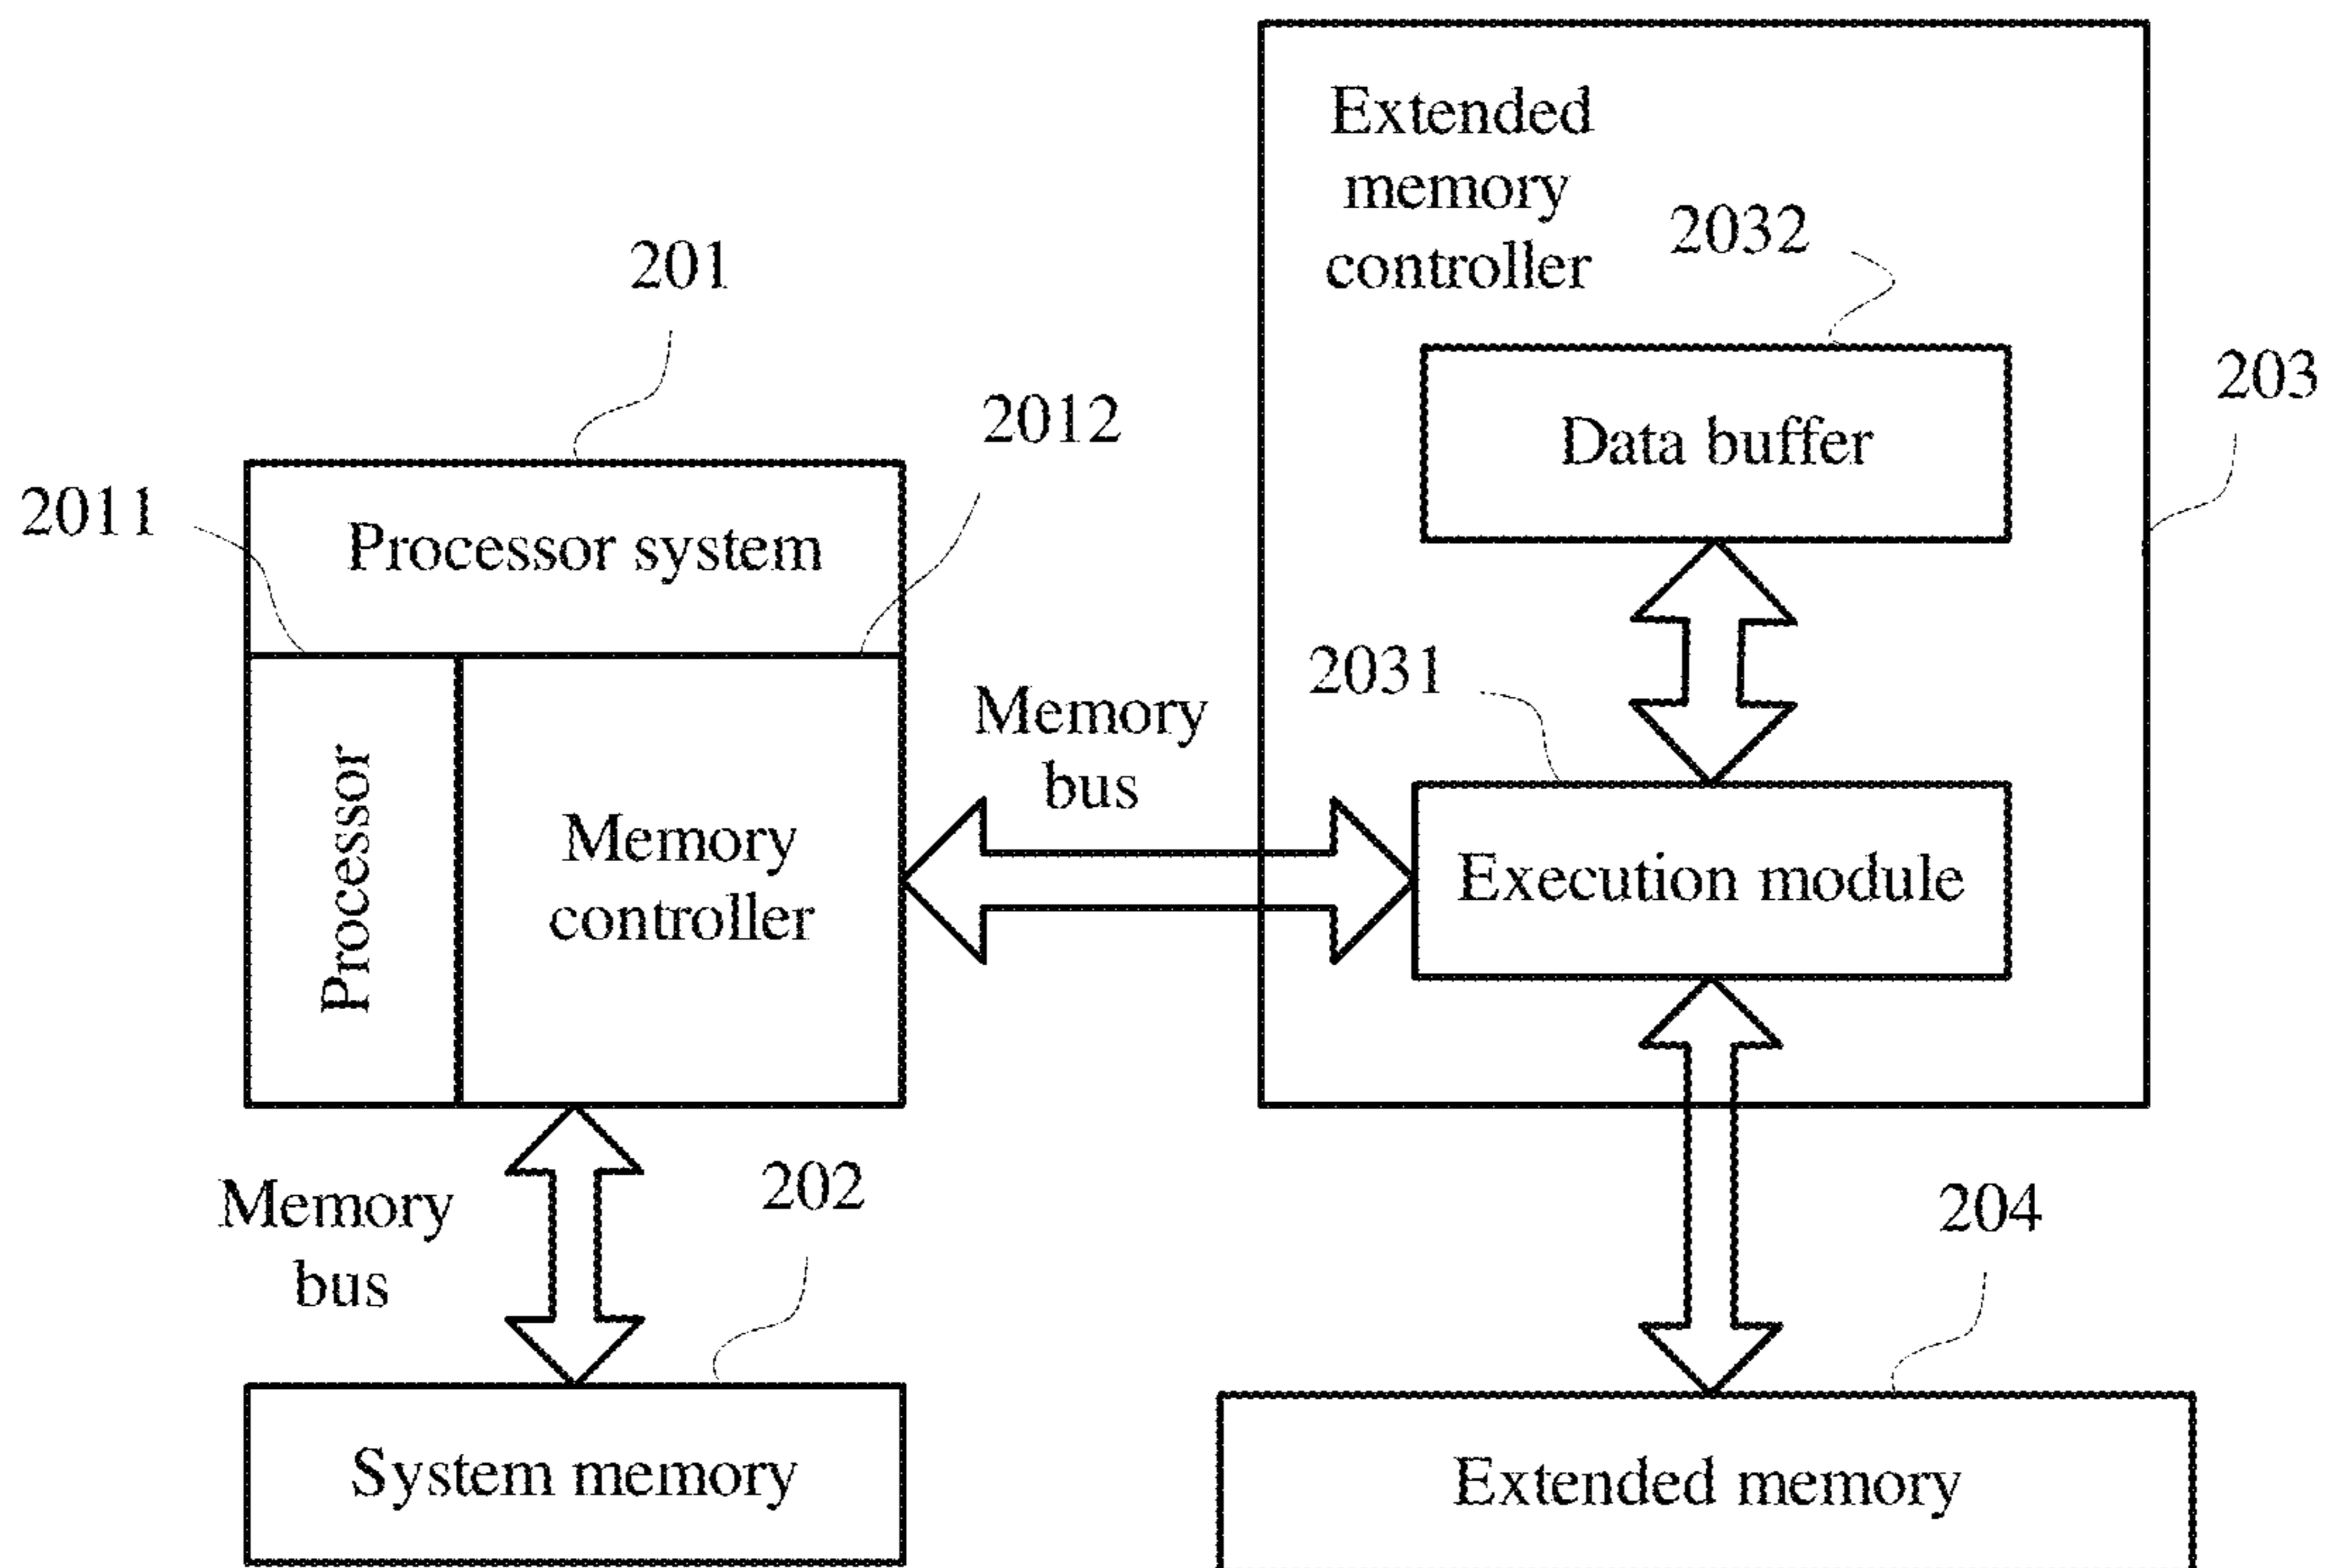 Extended
memory
controller
2032
201
203
2012
Data buffer
2011
Processor system
2031
Memory
bus
Processor
Memory
controller
Execution module
Memory
bus
202
204
System memory
Extended memory